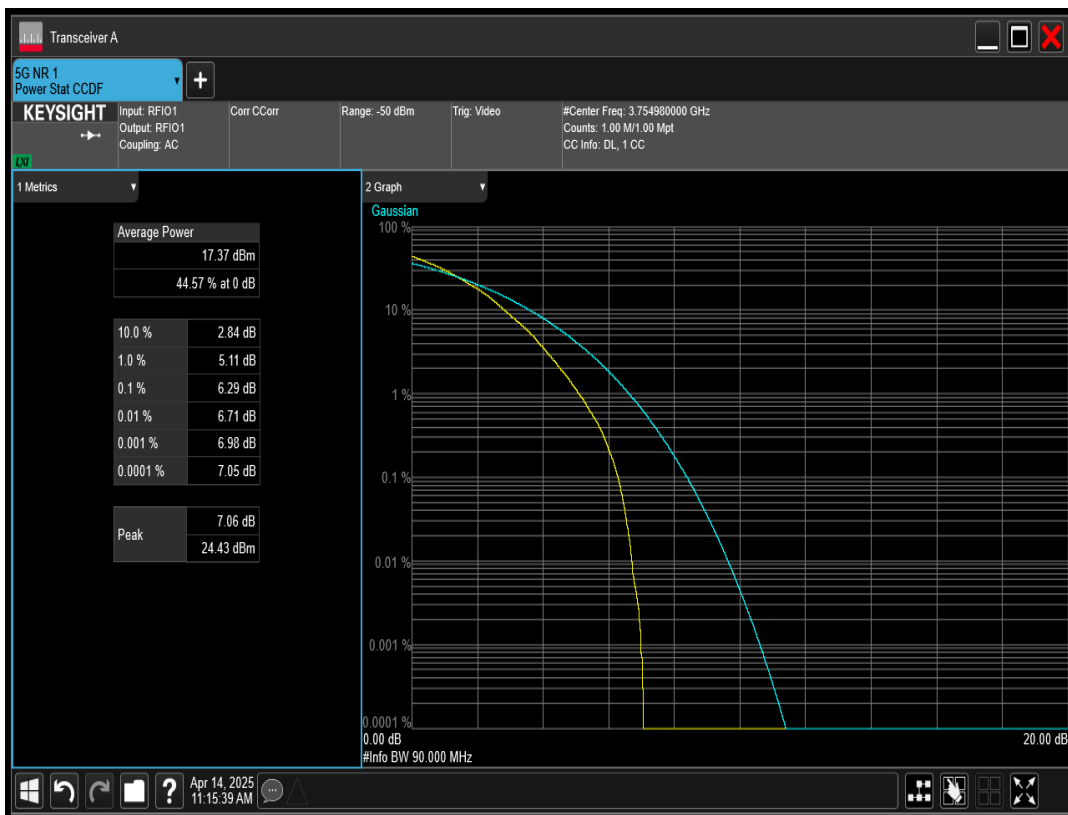 Transceiver A
5G NR 1
Power Stat CCDF
+
KEYSIGHT
LXI
Input: RFIO1
Output: RFIO1
Coupling: AC
Corr CCorr
Range: -50 dBm
Trig: Video
#Center Freq: 3.754980000 GHz
Counts: 1.00 M/1.00 Mpt
CC Info: DL, 1 CC
1 Metrics
Average Power
17.37 dBm
44.57 % at 0 dB
10.0 % 2.84 dB
1.0 % 5.11 dB
0.1 % 6.29 dB
0.01 % 6.71 dB
0.001 % 6.98 dB
0.0001 % 7.05 dB
Peak
7.06 dB
24.43 dBm
2 Graph
Gaussian
100 %
10 %
1 %
0.1 %
0.01 %
0.001 %
0.0001 %
0.00 dB
20.00 dB
#Info BW 90.000 MHz
?
Apr 14, 2025
11:15:39 AM